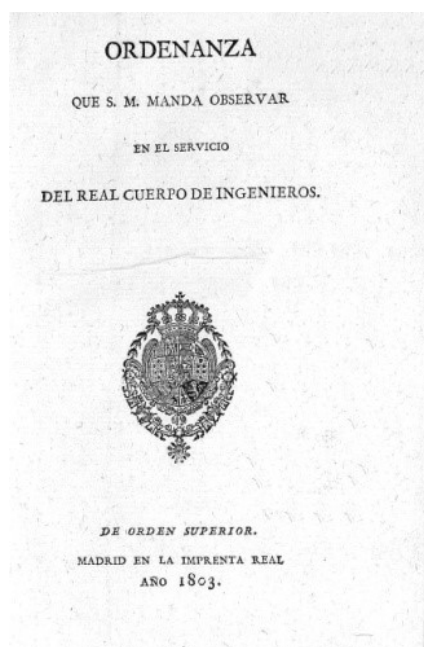 ORDENANZA
QUE S. M. MANDA OBSERVAR
EN EL SERVICIO
DEL REAL CUERPO DE INGENIEROS.
DE ORDEN SUPERIOR.
MADRID EN LA IMPRENTA REAL
AÑO 1803.